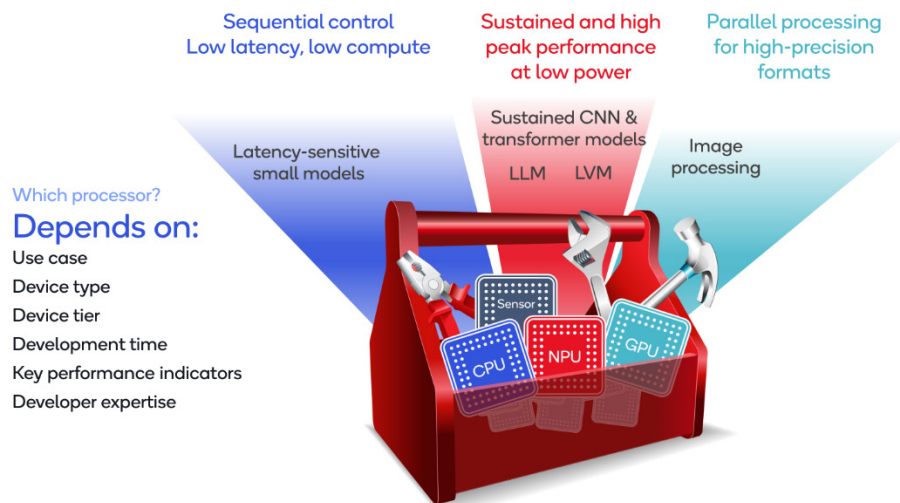 Sequential control
Low latency, low compute
Sustained and high
peak performance
at low power
Parallel processing
for high-precision
formats
Latency-sensitive
small models
Sustained CNN &
transformer models
LLM LVM
Image
processing
Which processor?
Depends on:
Use case
Device type
Device tier
Development time
Key performance indicators
Developer expertise
Sensor
CPU
NPU
GPU